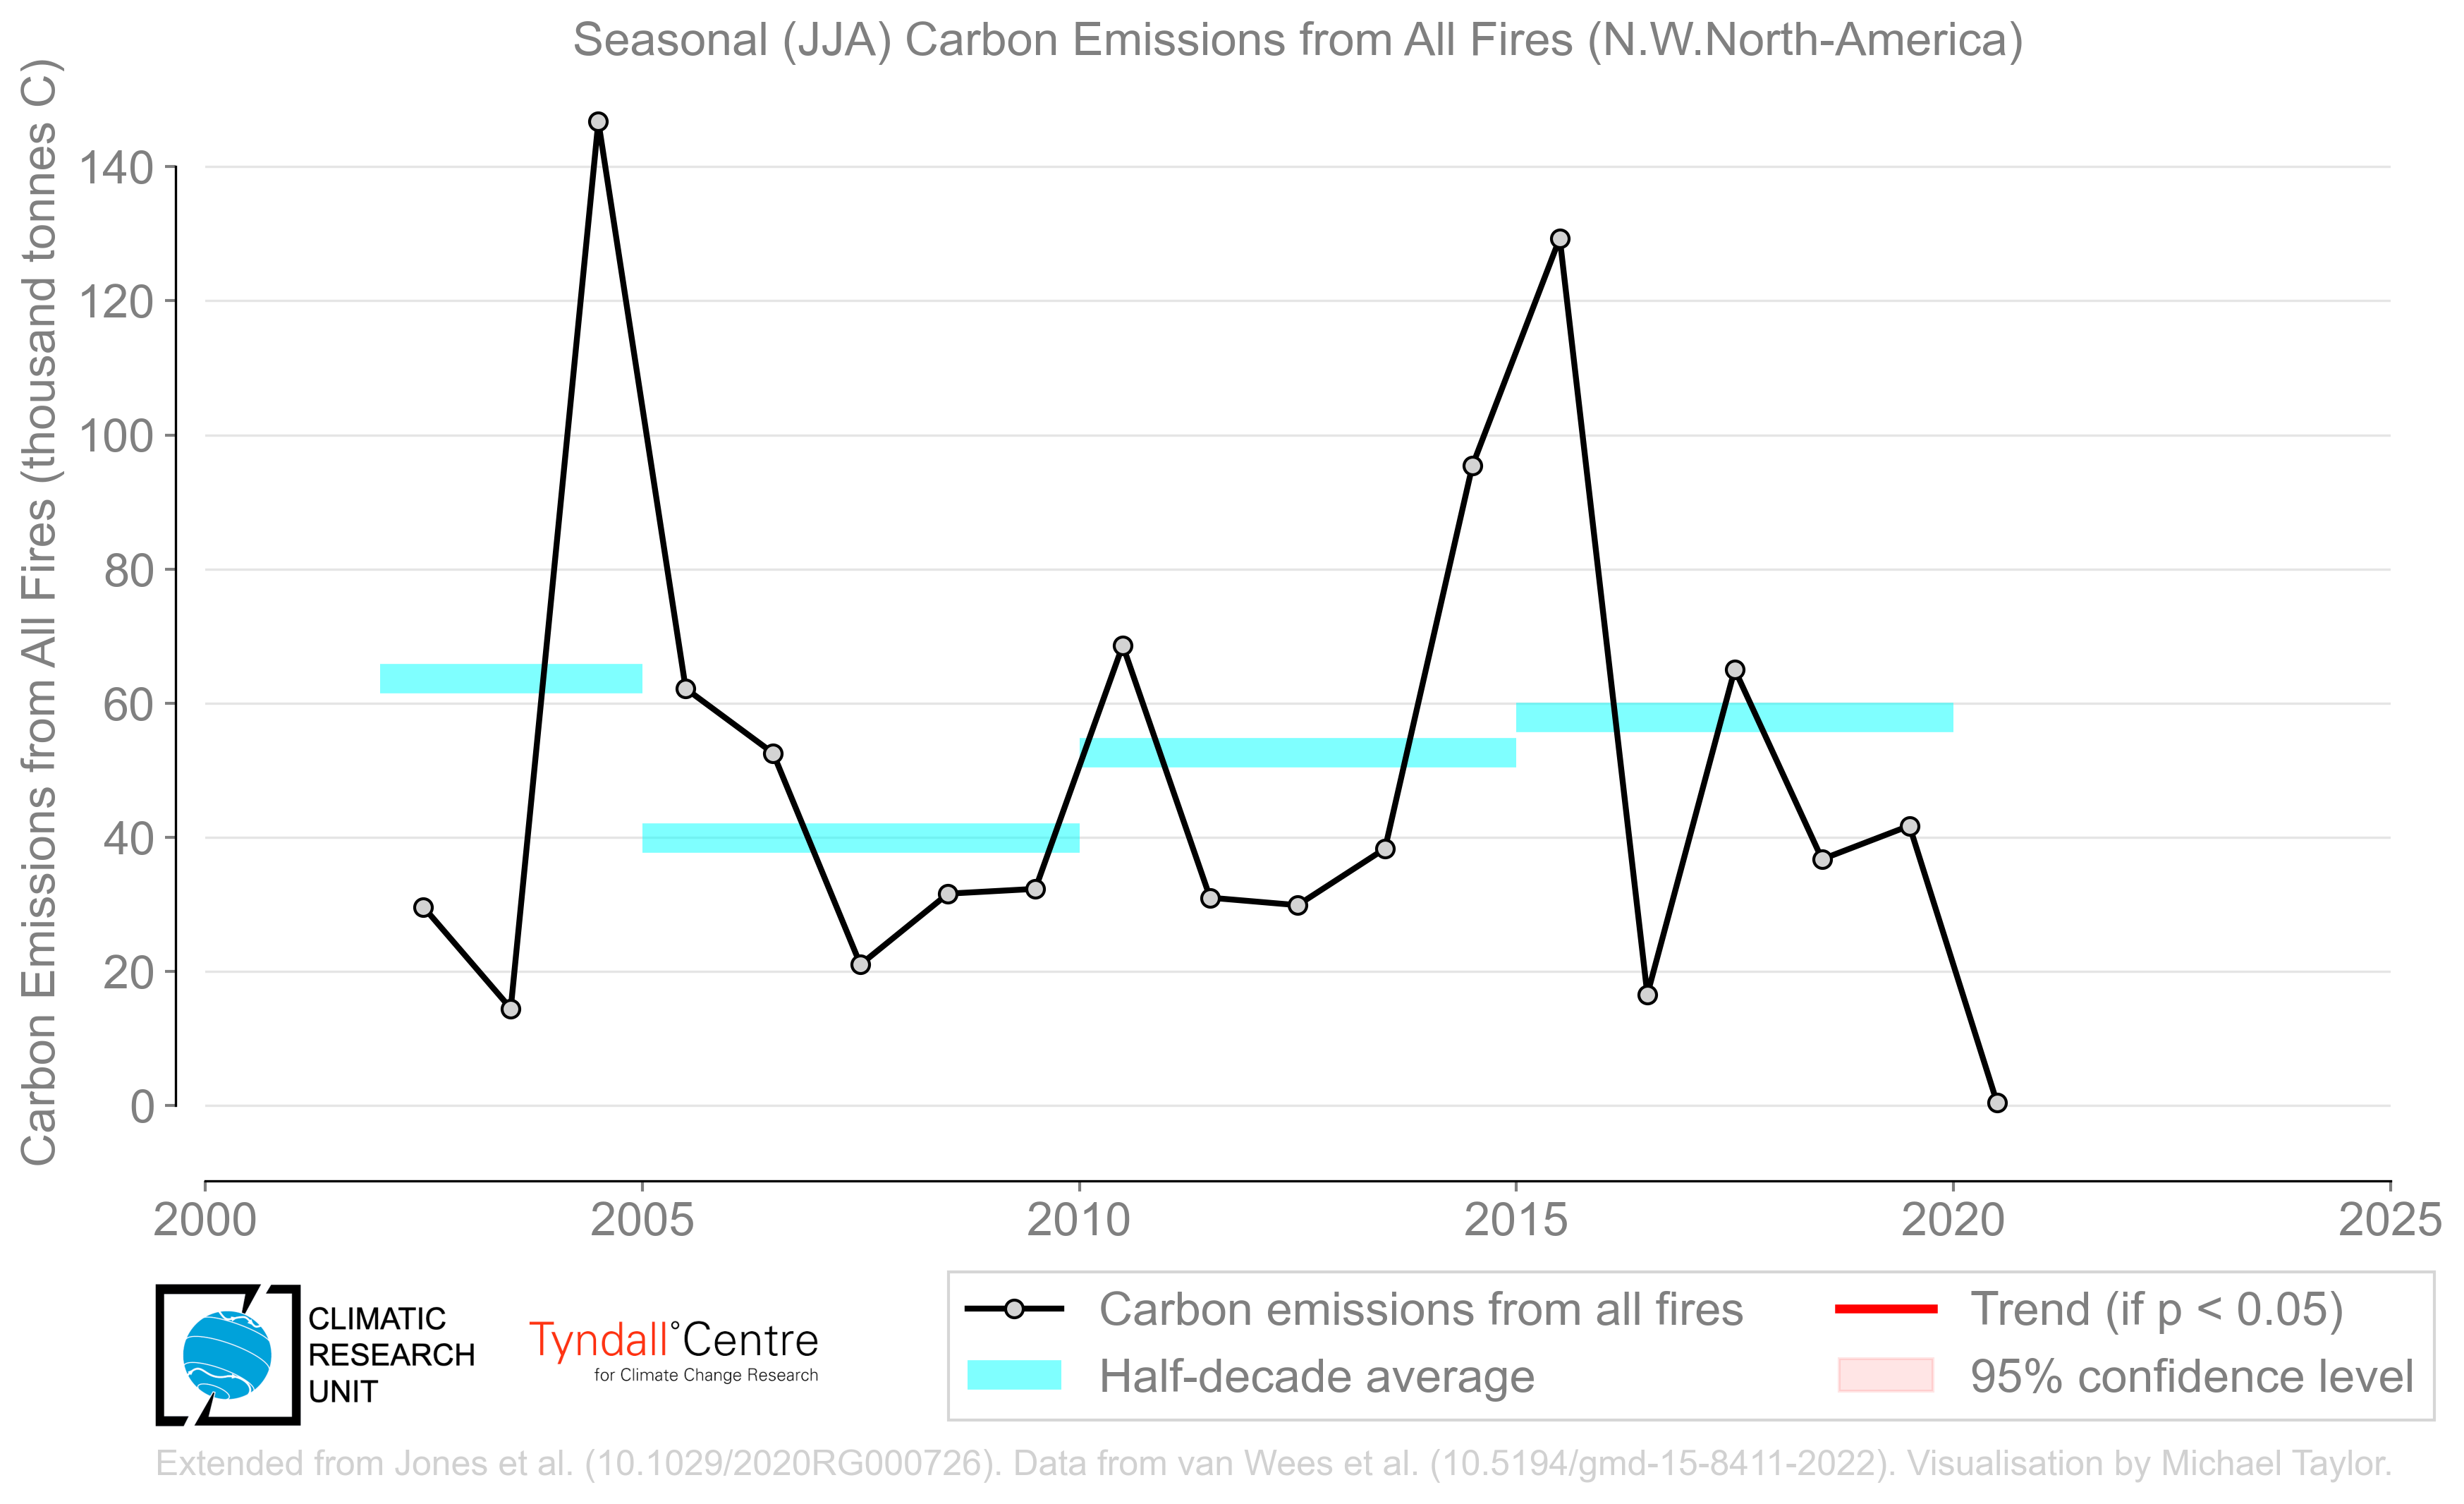 Seasonal (JJA) Carbon Emissions from All Fires (N.W.North-America)
Carbon Emissions from All Fires (thousand tonnes C)
140
120
100
80
60
40
20
0
2000
2005
2010
2015
2020
2025
CLIMATIC
RESEARCH
UNIT
Tyndall°Centre
for Climate Change Research
Carbon emissions from all fires
Half-decade average
Trend (if p < 0.05)
95% confidence level
Extended from Jones et al. (10.1029/2020RG000726). Data from van Wees et al. (10.5194/gmd-15-8411-2022). Visualisation by Michael Taylor.